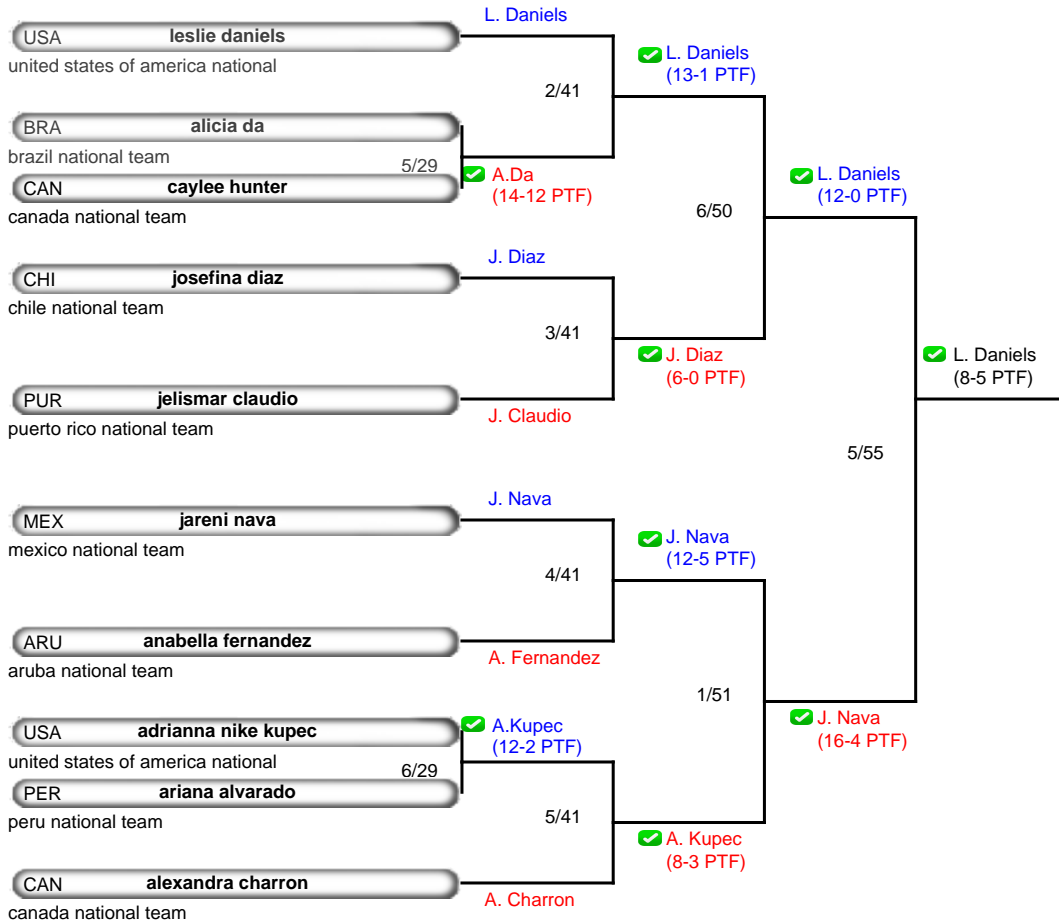 L. Daniels
USA leslie daniels
united states of america national
L. Daniels
(13-1 PTF)
2/41
BRA alicia da
brazil national team
5/29
A.Da
(14-12 PTF)
CAN caylee hunter
canada national team
L. Daniels
(12-0 PTF)
6/50
J. Diaz
CHI josefina diaz
chile national team
3/41
J. Diaz
(6-0 PTF)
L. Daniels
(8-5 PTF)
PUR jelismar claudio
puerto rico national team
J. Claudio
5/55
J. Nava
MEX jareni nava
mexico national team
J. Nava
(12-5 PTF)
4/41
ARU anabella fernandez
aruba national team
A. Fernandez
1/51
J. Nava
(16-4 PTF)
USA adrianna nike kupec
united states of america national
A.Kupec
(12-2 PTF)
6/29
PER ariana alvarado
peru national team
5/41
A. Kupec
(8-3 PTF)
CAN alexandra charron
canada national team
A. Charron